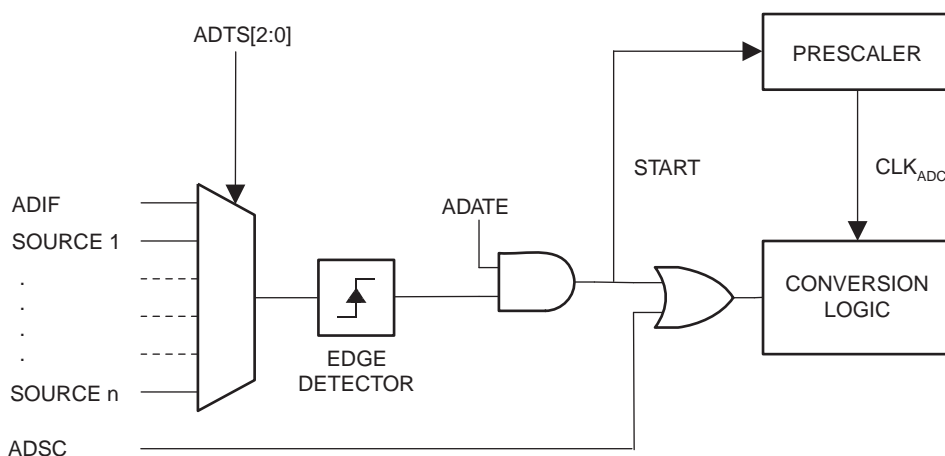 ADTS[2:0]
PRESCALER
START
CLKADC
ADIF
ADATE
SOURCE 1
.
.
.
.
CONVERSION
LOGIC
EDGE
DETECTOR
SOURCE n
ADSC